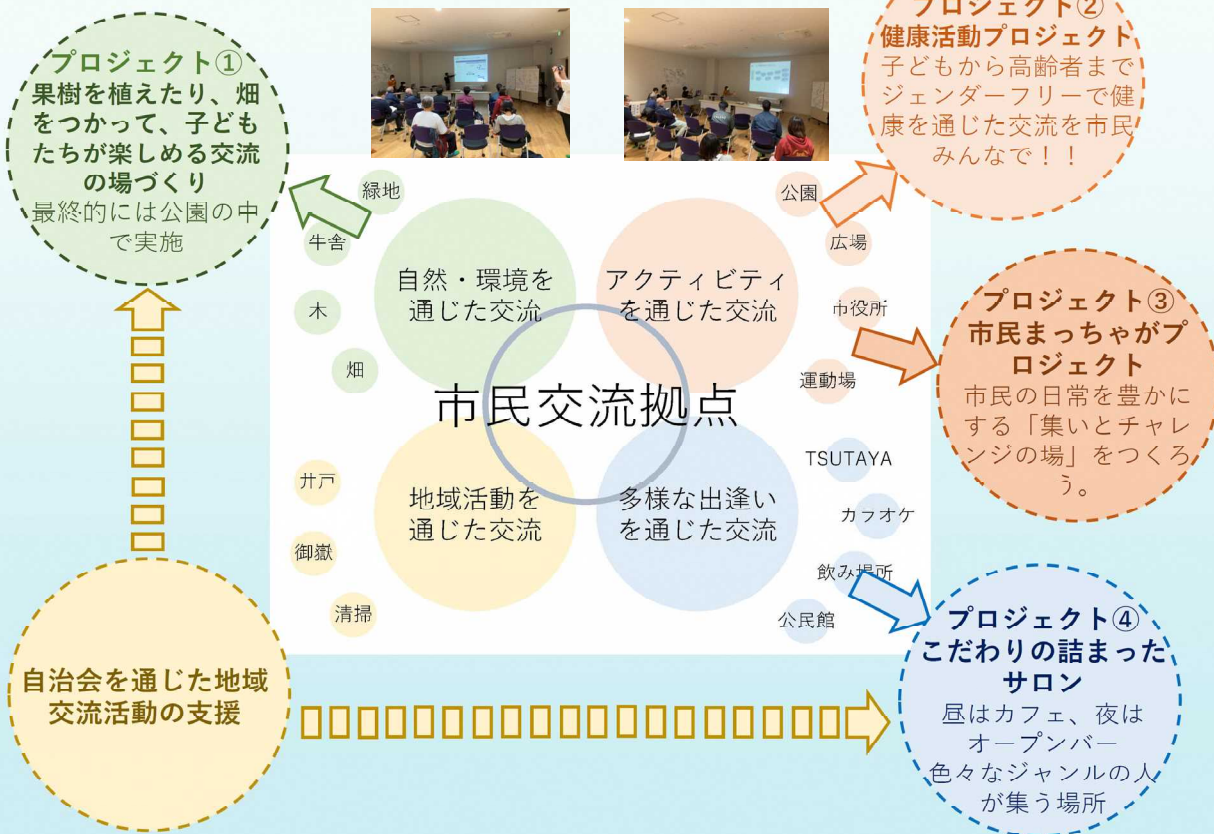 プロジェクト①
果樹を植えたり、畑
をつかって、子ども
たちが楽しめる交流
の場づくり
最終的には公園の中
で実施
プロジェクト②
健康活動プロジェクト
子どもから高齢者まで
ジェンダーフリーで健
康を通じた交流を市民
みんなで！！
緑地
牛舎
木
畑
自然・環境を
通じた交流
アクティビティ
を通じた交流
公園
広場
市役所
運動場
プロジェクト③
市民まっちゃがプ
ロジェクト
市民の日常を豊かに
する「集いとチャレ
ンジの場」をつくろ
う。
市民交流拠点
井戸
御嶽
清掃
地域活動を
通じた交流
多様な出逢い
を通じた交流
TSUTAYA
カラオケ
飲み場所
公民館
自治会を通じた地域
交流活動の支援
プロジェクト④
こだわりの詰まった
サロン
昼はカフェ、夜は
オープンバー
色々なジャンルの人
が集う場所